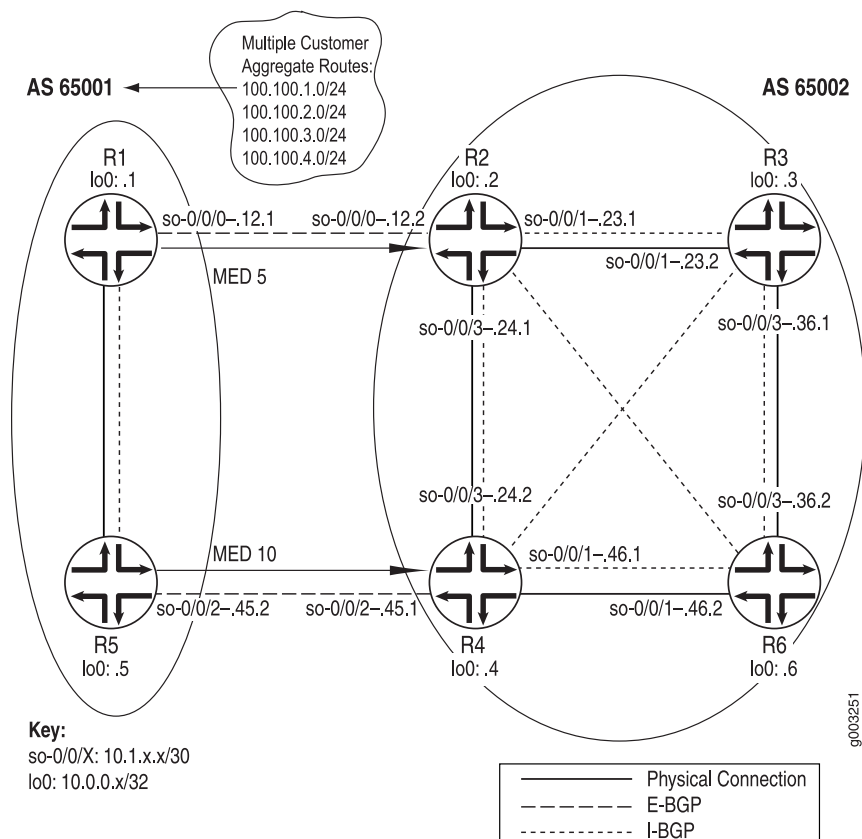 Multiple Customer
Aggregate Routes:
100.100.1.0/24
100.100.2.0/24
100.100.3.0/24
100.100.4.0/24
AS 65001
AS 65002
R1
lo0: .1
R2
lo0: .2
R3
lo0: .3
so-0/0/0–.12.1
so-0/0/0–.12.2
so-0/0/1–.23.1
so-0/0/1–.23.2
MED 5
so-0/0/3–.24.1
so-0/0/3–.36.1
so-0/0/3–.24.2
so-0/0/3–.36.2
MED 10
so-0/0/1–.46.1
so-0/0/2–.45.2
so-0/0/2–.45.1
so-0/0/1–.46.2
R5
lo0: .5
R4
lo0: .4
R6
lo0: .6
Key:
so-0/0/X: 10.1.x.x/30
lo0: 10.0.0.x/32
Physical Connection
E-BGP
I-BGP
g003251